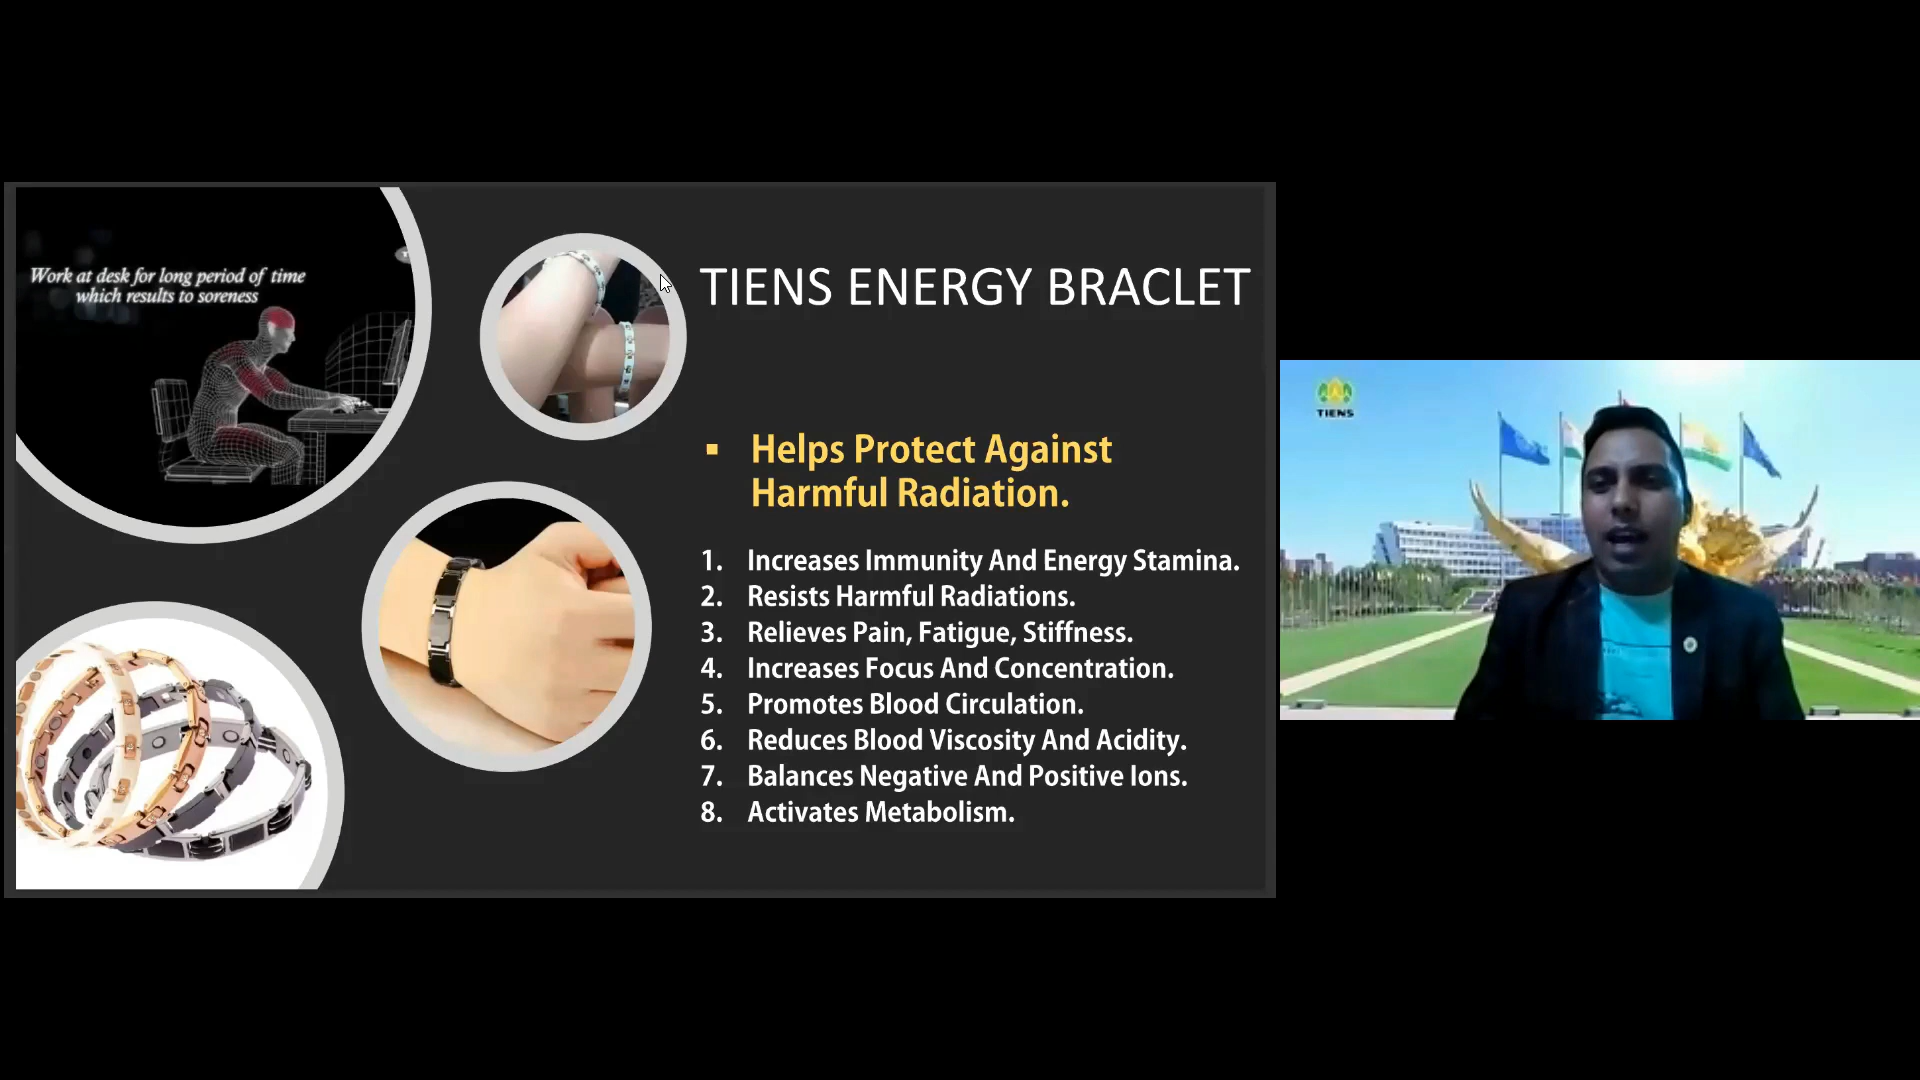 Work at desk for long period of time
which results to soreness
TIENS ENERGY BRACLET
▪ Helps Protect Against
Harmful Radiation.
1. Increases Immunity And Energy Stamina.
2. Resists Harmful Radiations.
3. Relieves Pain, Fatigue, Stiffness.
4. Increases Focus And Concentration.
5. Promotes Blood Circulation.
6. Reduces Blood Viscosity And Acidity.
7. Balances Negative And Positive Ions.
8. Activates Metabolism.
TIENS